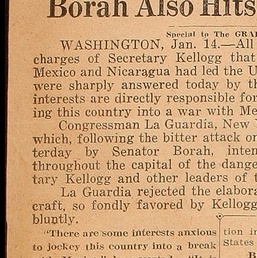 Borah Also Hits
Special to The GRA
WASHINGTON, Jan. 14.—All
charges of Secretary Kellogg that
Mexico and Nicaragua had led the U
were sharply answered today by th
interests are directly responsible for
ing this country into a war with Me
Congressman La Guardia, New
which, following the bitter attack on
terday by Senator Borah, inten
throughout the capital of the dange
tary Kellogg and other leaders of t
La Guardia rejected the elabora
craft, so fondly favored by Kellogg
bluntly.
"There are some interests anxious
to jockey this country into a break
tion in
States